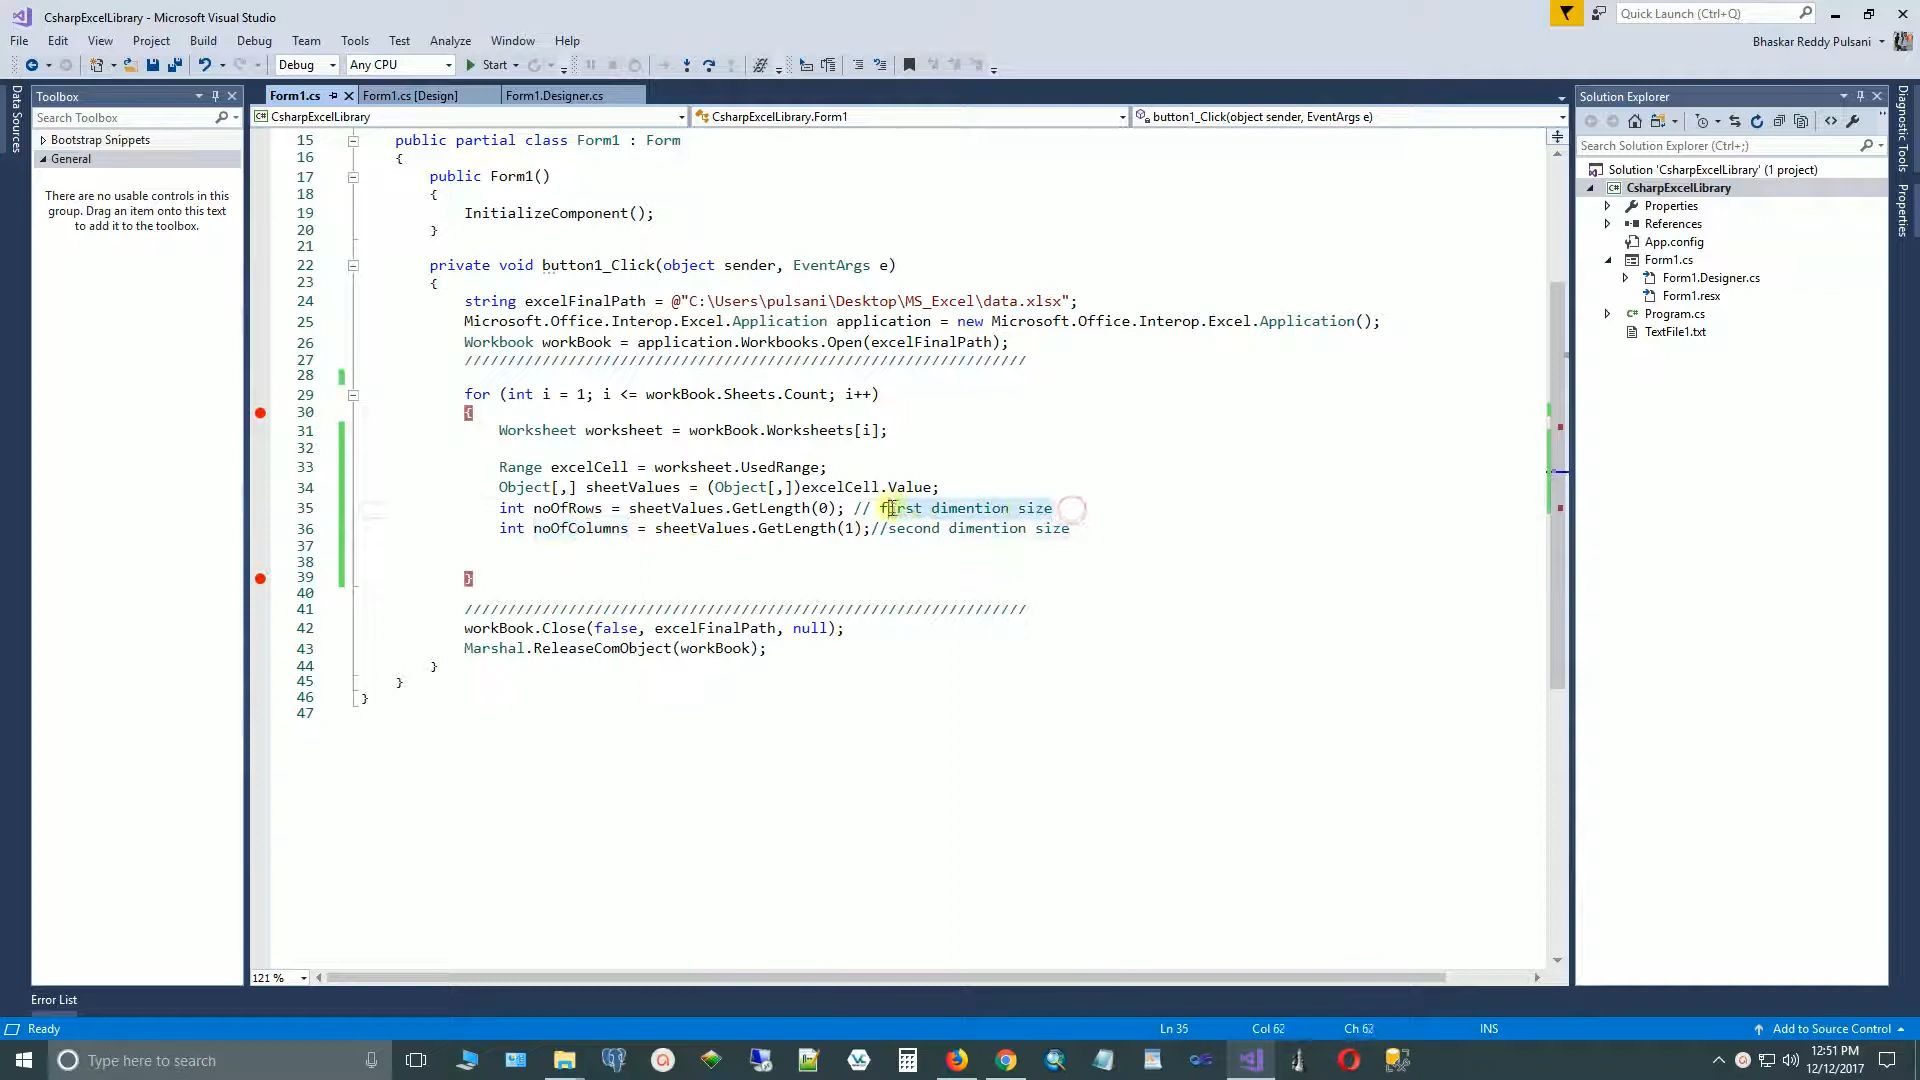 CsharpExcelLibrary - Microsoft Visual Studio
Quick Launch (Ctrl+Q)
File Edit View Project Build Debug Team Tools Test Analyze Window Help
Bhaskar Reddy Pulsani
Debug Any CPU Start
Data Sources
Toolbox
Search Toolbox
Bootstrap Snippets
General
There are no usable controls in this
group. Drag an item onto this text
to add it to the toolbox.
Form1.cs Form1.cs [Design] Form1.Designer.cs
CsharpExcelLibrary CsharpExcelLibrary.Form1 button1_Click(object sender, EventArgs e)
15 public partial class Form1 : Form
16 {
17 public Form1()
18 {
19 InitializeComponent();
20 }
21
22 private void button1_Click(object sender, EventArgs e)
23 {
24 string excelFinalPath = @"C:\Users\pulsani\Desktop\MS_Excel\data.xlsx";
25 Microsoft.Office.Interop.Excel.Application application = new Microsoft.Office.Interop.Excel.Application();
26 Workbook workBook = application.Workbooks.Open(excelFinalPath);
27 /////////////////////////////////////////////////////////////////
28
29 for (int i = 1; i <= workBook.Sheets.Count; i++)
30 {
31 Worksheet worksheet = workBook.Worksheets[i];
32
33 Range excelCell = worksheet.UsedRange;
34 Object[,] sheetValues = (Object[,])excelCell.Value;
35 int noOfRows = sheetValues.GetLength(0); // first dimention size
36 int noOfColumns = sheetValues.GetLength(1);//second dimention size
37
38
39 }
40
41 /////////////////////////////////////////////////////////////////
42 workBook.Close(false, excelFinalPath, null);
43 Marshal.ReleaseComObject(workBook);
44 }
45 }
46 }
47
121 %
Solution Explorer
Search Solution Explorer (Ctrl+;)
Solution 'CsharpExcelLibrary' (1 project)
CsharpExcelLibrary
Properties
References
App.config
Form1.cs
Form1.Designer.cs
Form1.resx
Program.cs
TextFile1.txt
Diagnostic Tools
Properties
Error List
Ready Ln 35 Col 62 Ch 62 INS Add to Source Control
Type here to search
12:51 PM
12/12/2017